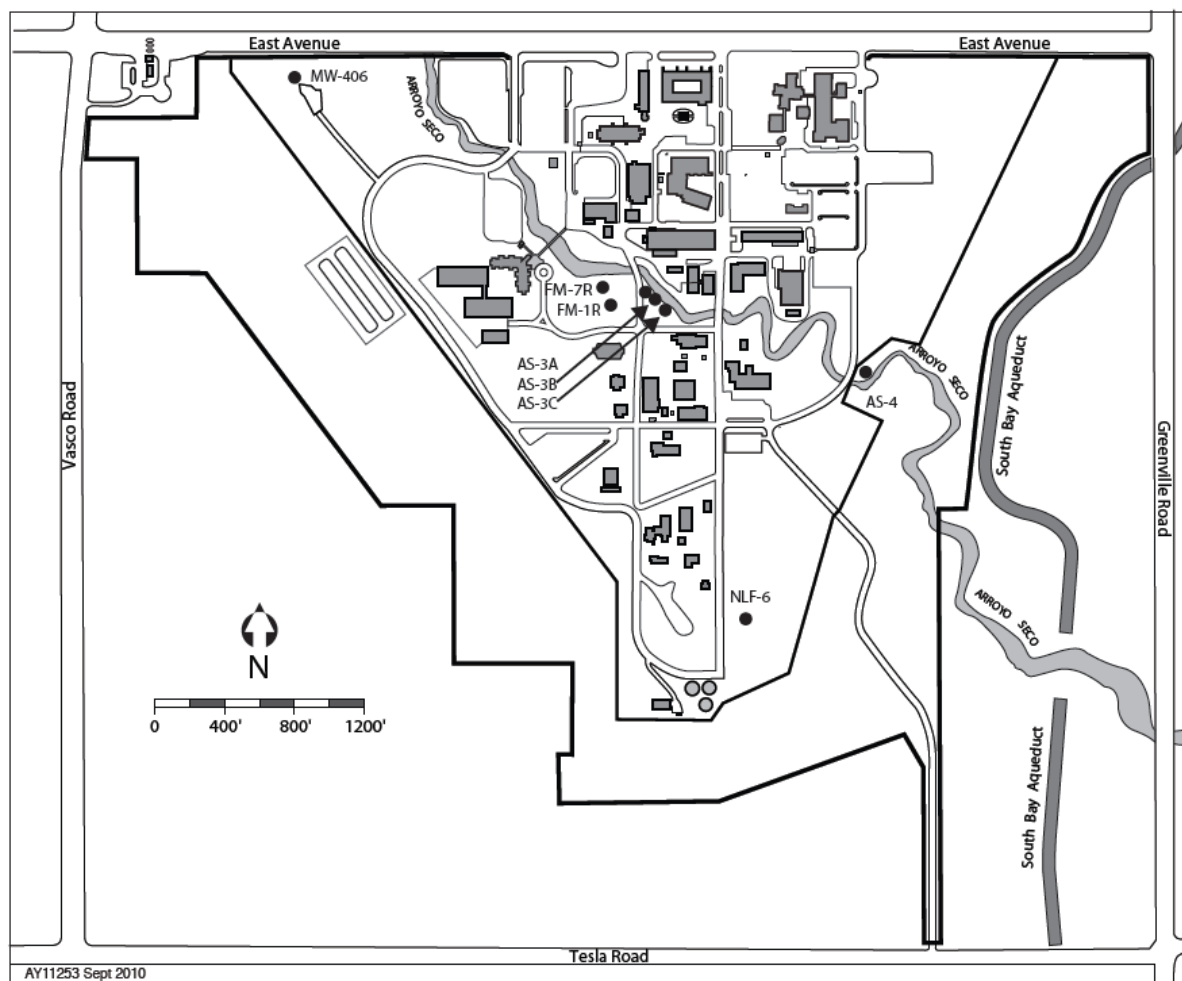 East Avenue
East Avenue
MW-406
ARROYO SECO
FM-7R
FM-1R
AS-3A
AS-3B
AS-3C
ARROYO SECO
AS-4
South Bay Aqueduct
Vasco Road
Greenville Road
NLF-6
ARROYO SECO
N
0 400' 800' 1200'
South Bay Aqueduct
Tesla Road
AY11253 Sept 2010